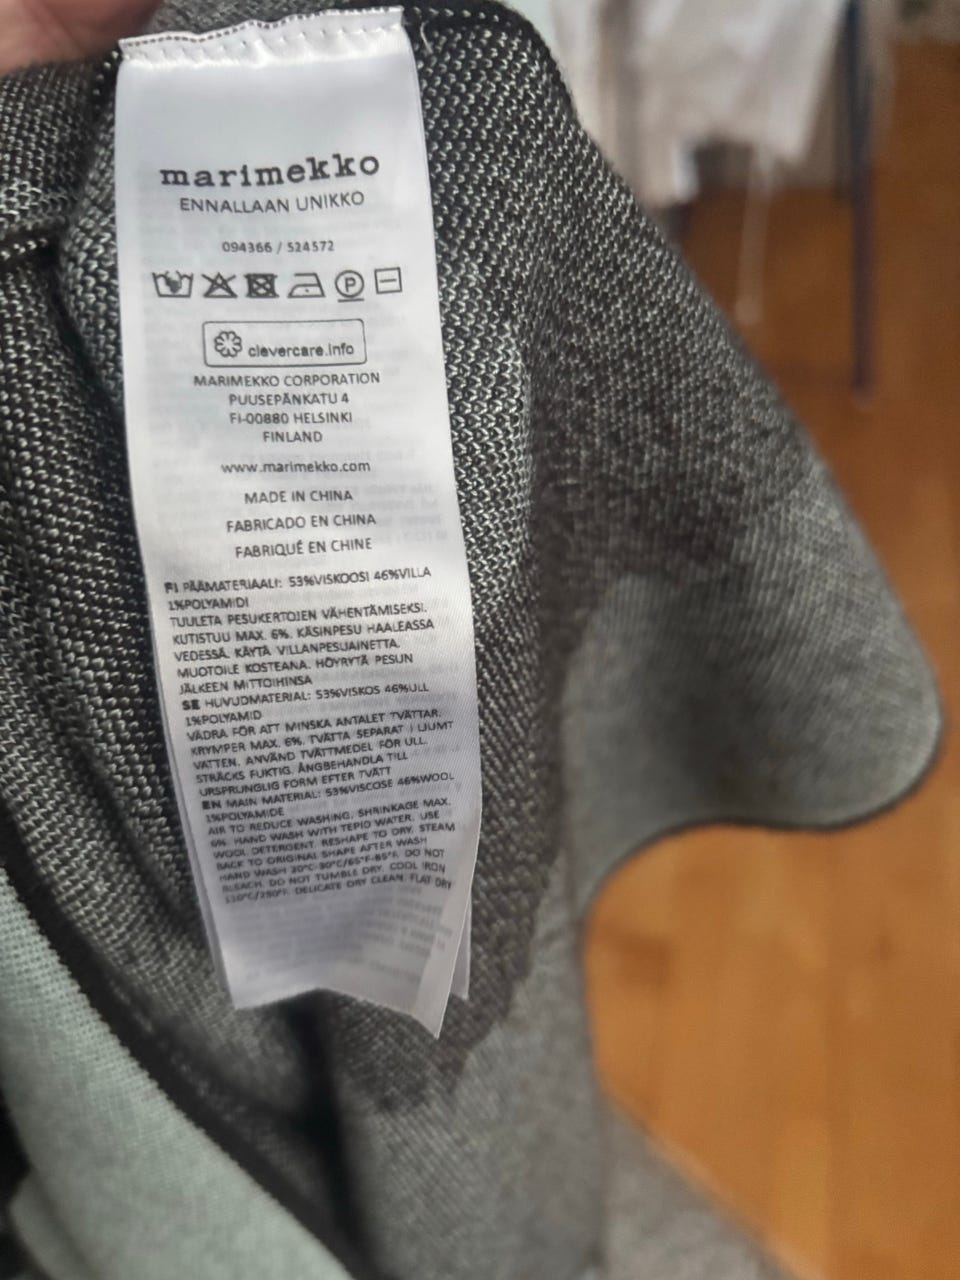 marimekko
ENNALLAAN UNIKKO
094366 / 524572
P
clevercare.info
MARIMEKKO CORPORATION
PUUSEPÄNKATU 4
FI-00880 HELSINKI
FINLAND
www.marimekko.com
MADE IN CHINA
FABRICADO EN CHINA
FABRIQUÉ EN CHINE
FI PÄÄMATERIAALI: 53%VISKOOSI 46%VILLA
1%POLYAMIDI
TUULETA PESUKERTOJEN VÄHENTÄMISEKSI.
KUTISTUU MAX. 6%. KÄSINPESU HAALEASSA
VEDESSÄ. KÄYTÄ VILLANPESUAINETTA.
MUOTOILE KOSTEANA. HÖYRYTÄ PESUN
JÄLKEEN MITTOIHINSA
SE HUVUDMATERIAL: 53%VISKOS 46%ULL
1%POLYAMID
VÄDRA FÖR ATT MINSKA ANTALET TVÄTTAR.
KRYMPER MAX. 6%. TVÄTTA SEPARAT I LJUMT
VATTEN. ANVÄND TVÄTTMEDEL FÖR ULL.
STRÄCKS FUKTIG. ÅNGBEHANDLA TILL
URSPRUNGLIG FORM EFTER TVÄTT
EN MAIN MATERIAL: 53%VISCOSE 46%WOOL
1%POLYAMIDE
AIR TO REDUCE WASHING. SHRINKAGE MAX.
6%. HAND WASH WITH TEPID WATER. USE
WOOL DETERGENT. RESHAPE TO DRY. STEAM
BACK TO ORIGINAL SHAPE AFTER WASH
HAND WASH 20°C-30°C/65°F-85°F. DO NOT
BLEACH. DO NOT TUMBLE DRY. COOL IRON
110°C/230°F. DELICATE DRY CLEAN. FLAT DRY